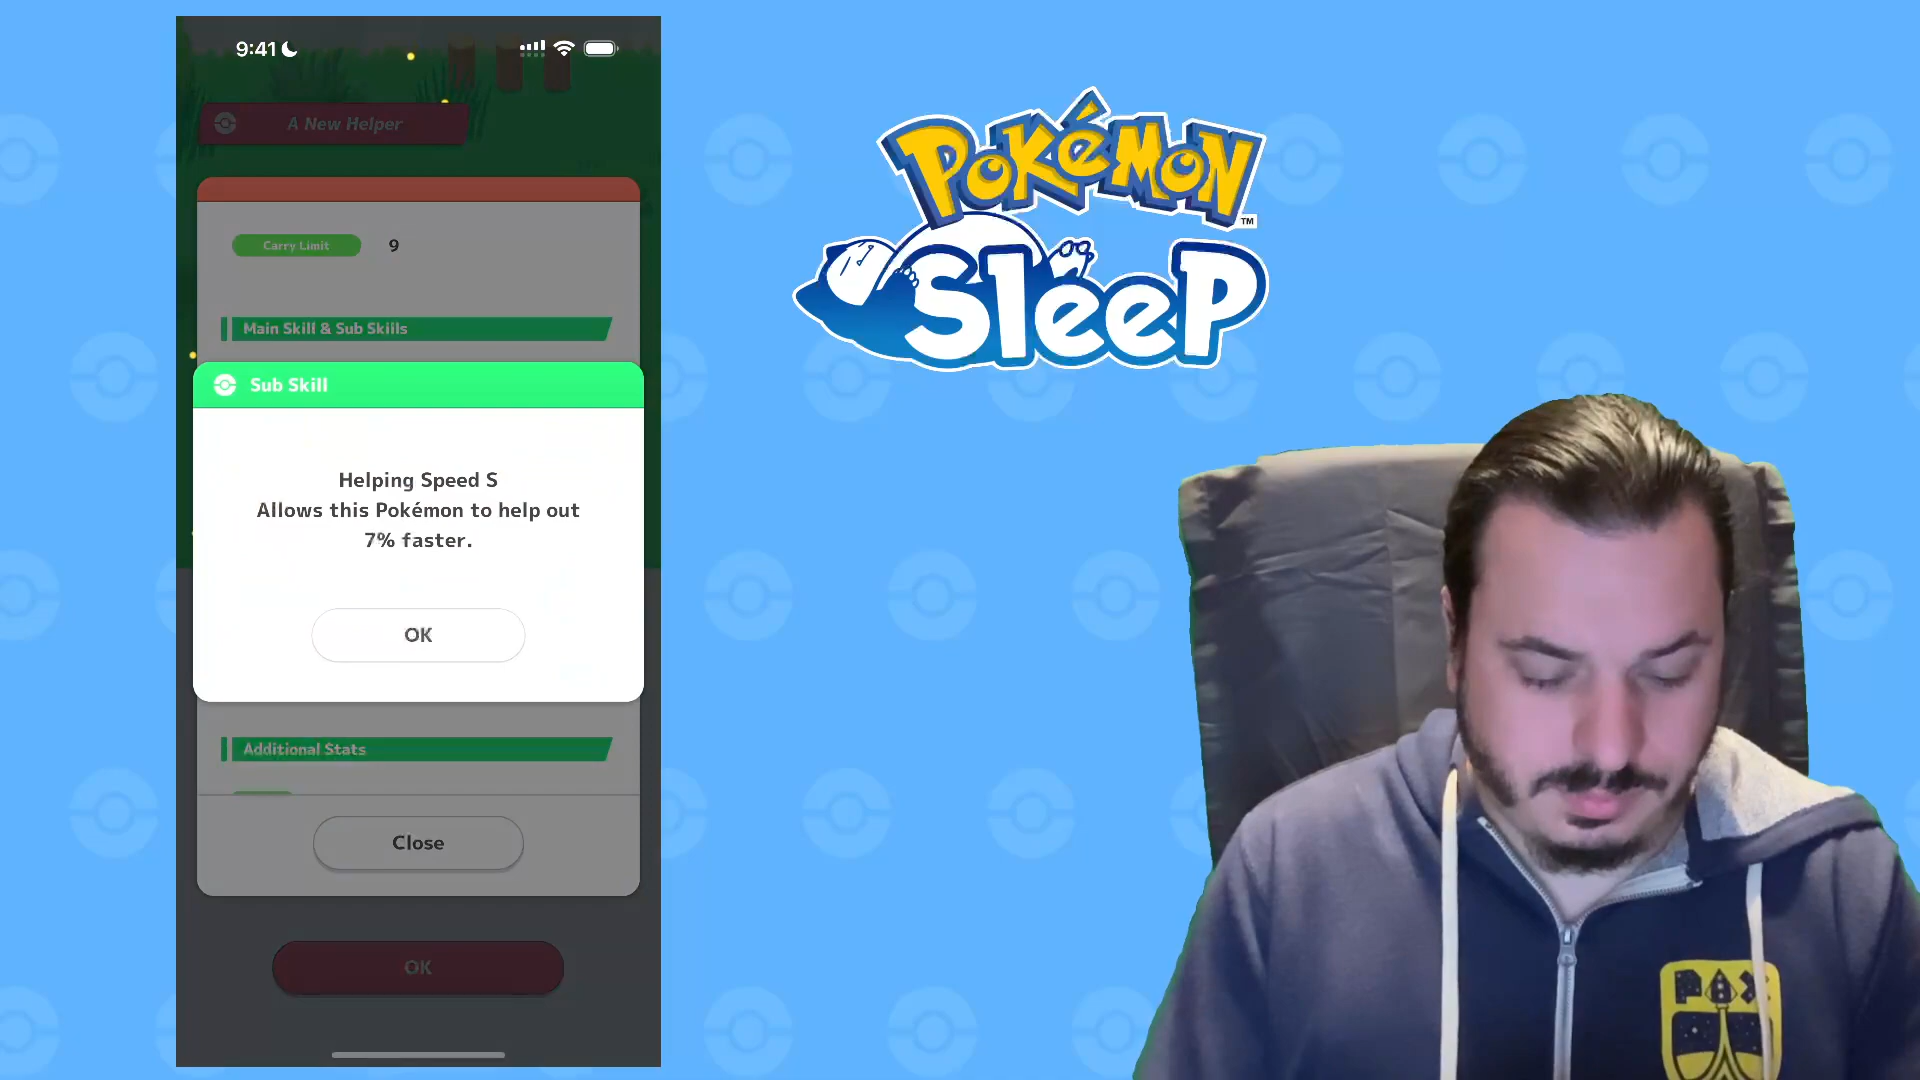 9:41
A New Helper
Carry Limit 9
Main Skill & Sub Skills
Sub Skill
Helping Speed S
Allows this Pokémon to help out
7% faster.
OK
Additional Stats
Close
OK
POKÉMON
TM
Sleep
PAX